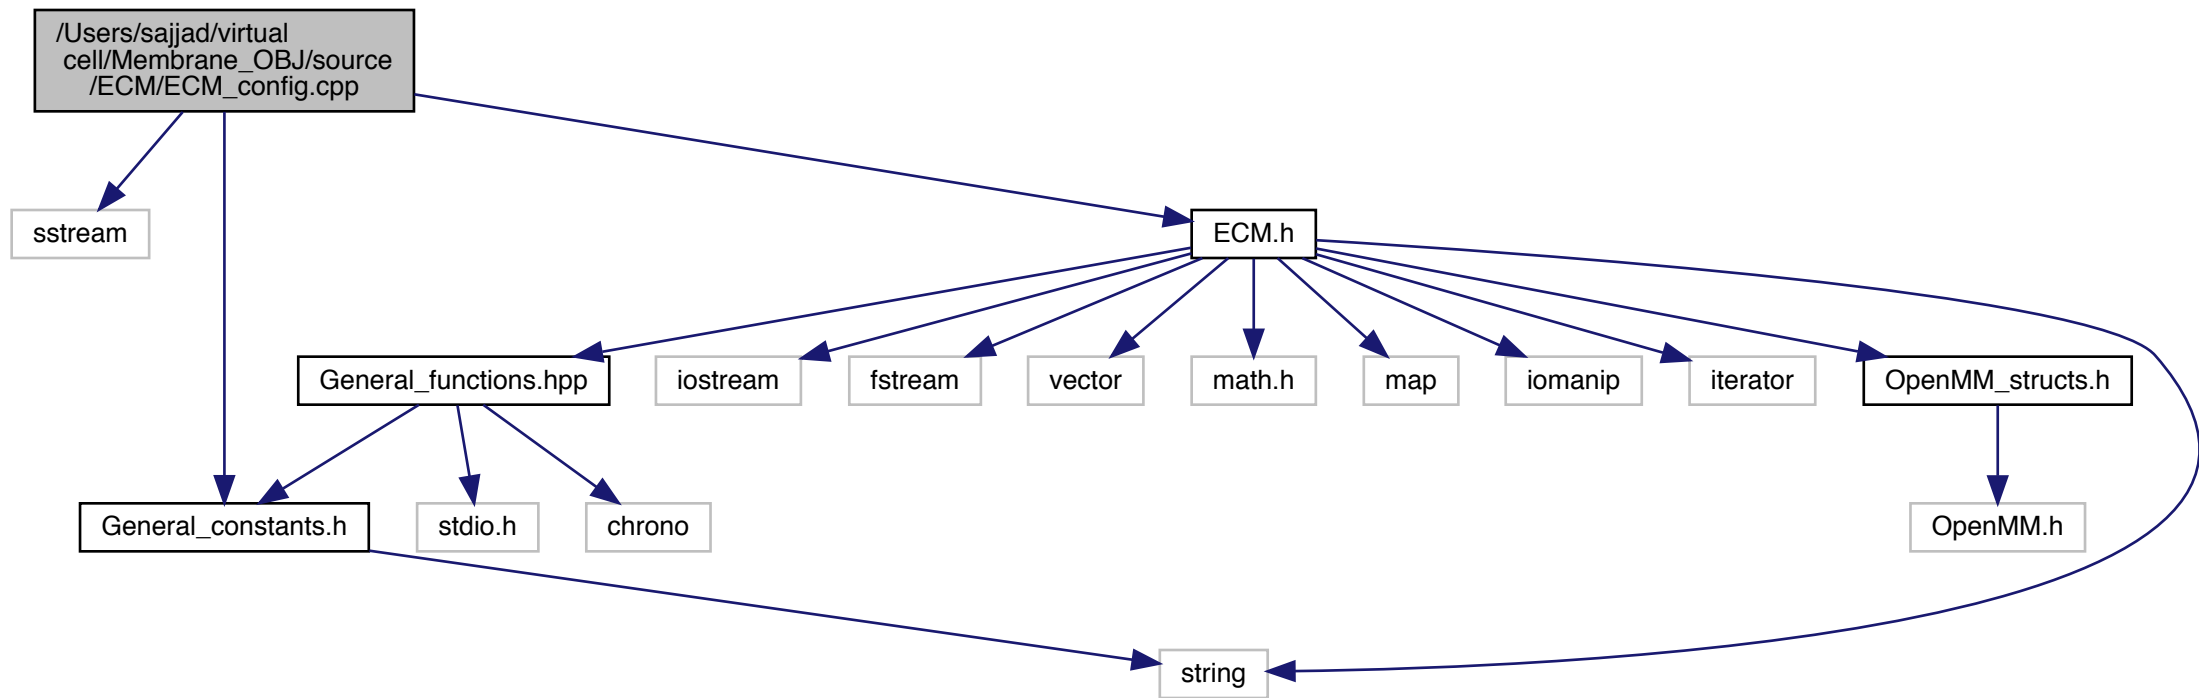 /Users/sajjad/virtual
cell/Membrane_OBJ/source
/ECM/ECM_config.cpp
sstream
ECM.h
General_functions.hpp
iostream
fstream
vector
math.h
map
iomanip
iterator
OpenMM_structs.h
General_constants.h
stdio.h
chrono
OpenMM.h
string